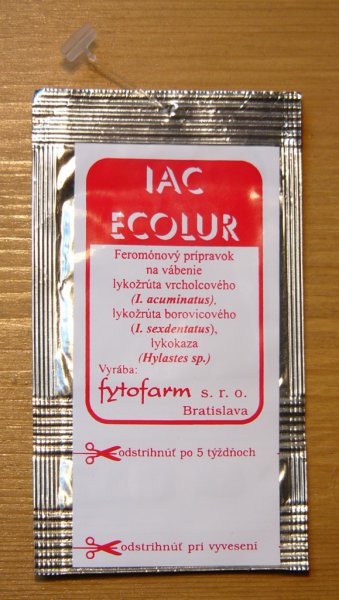 IAC
ECOLUR
Feromónový prípravok
na vábenie
lykožrúta vrcholcového
(I. acuminatus),
lykožrúta borovicového
(I. sexdentatus),
lykokaza
(Hylastes sp.)
Vyrába:
fytofarm s. r. o.
Bratislava
odstrihnúť po 5 týždňoch
odstrihnúť pri vyvesení